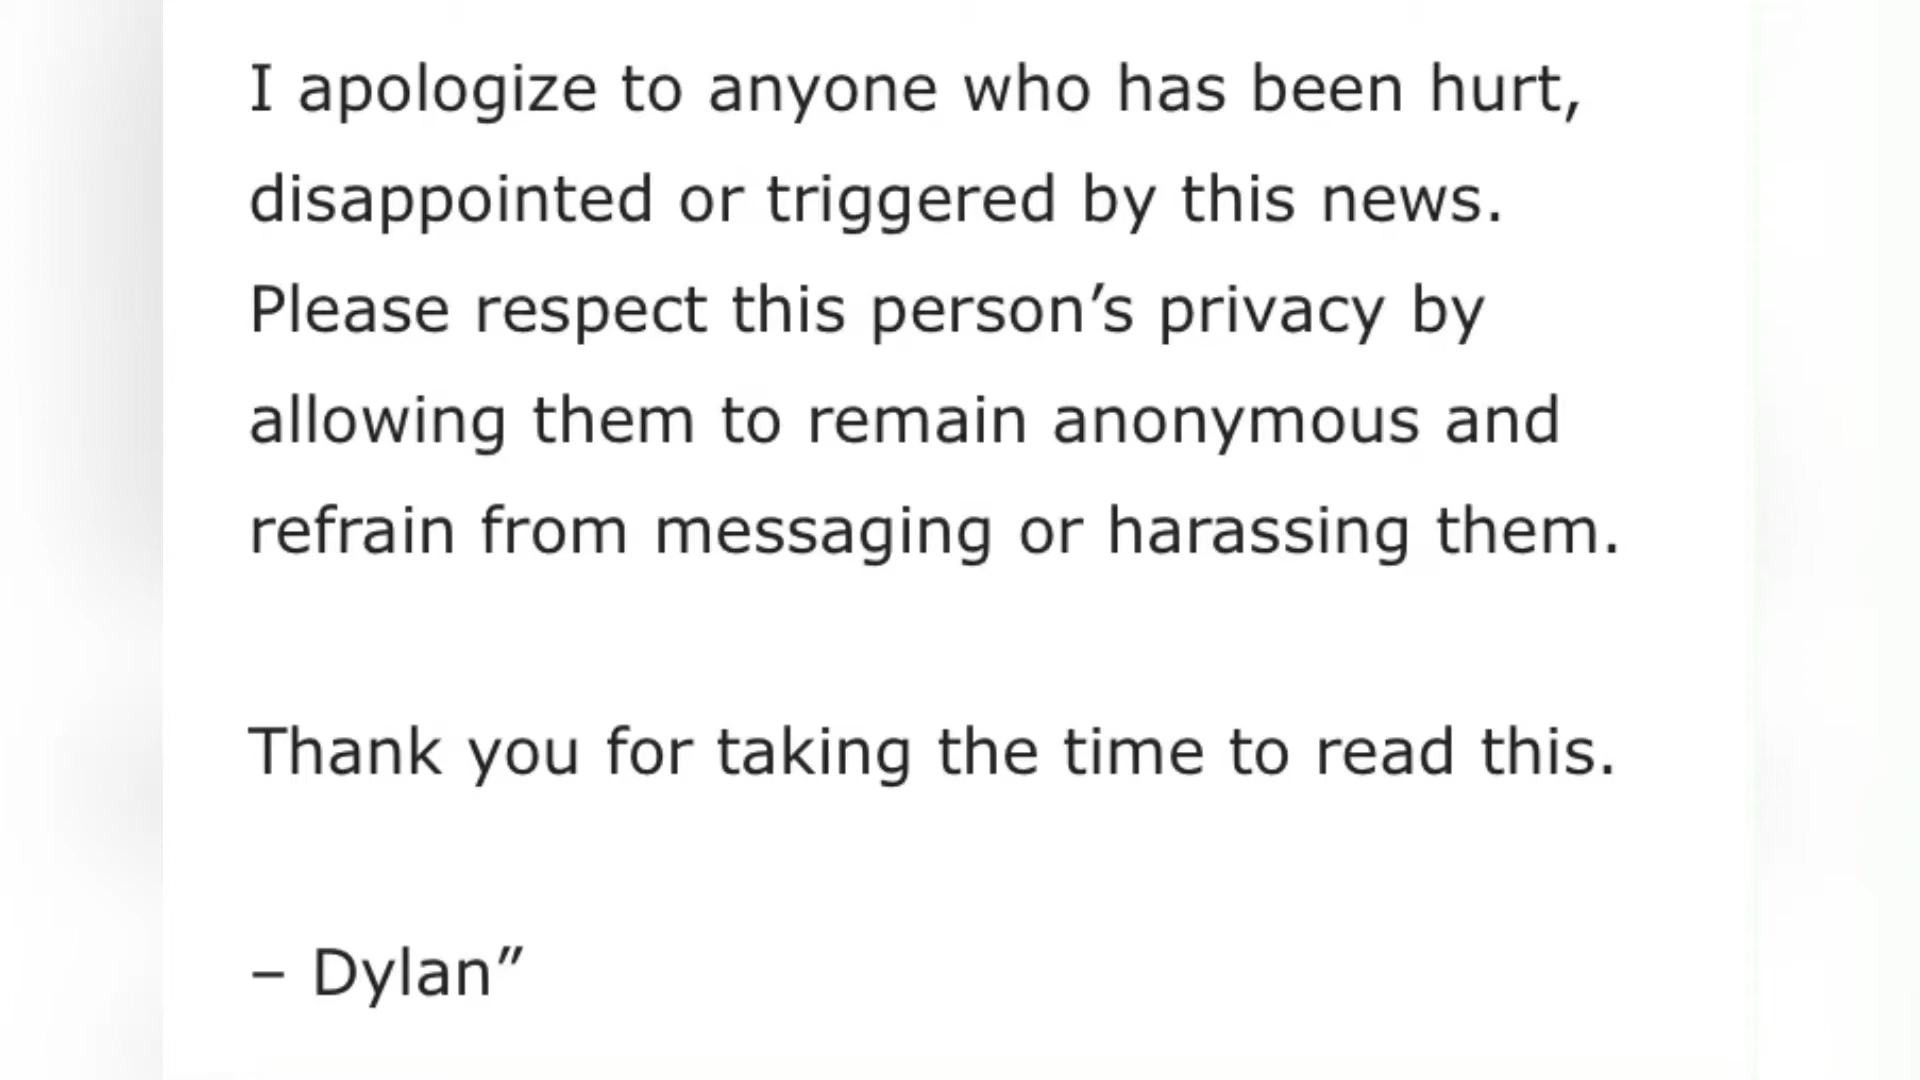 I apologize to anyone who has been hurt,
disappointed or triggered by this news.
Please respect this person’s privacy by
allowing them to remain anonymous and
refrain from messaging or harassing them.
Thank you for taking the time to read this.
– Dylan”